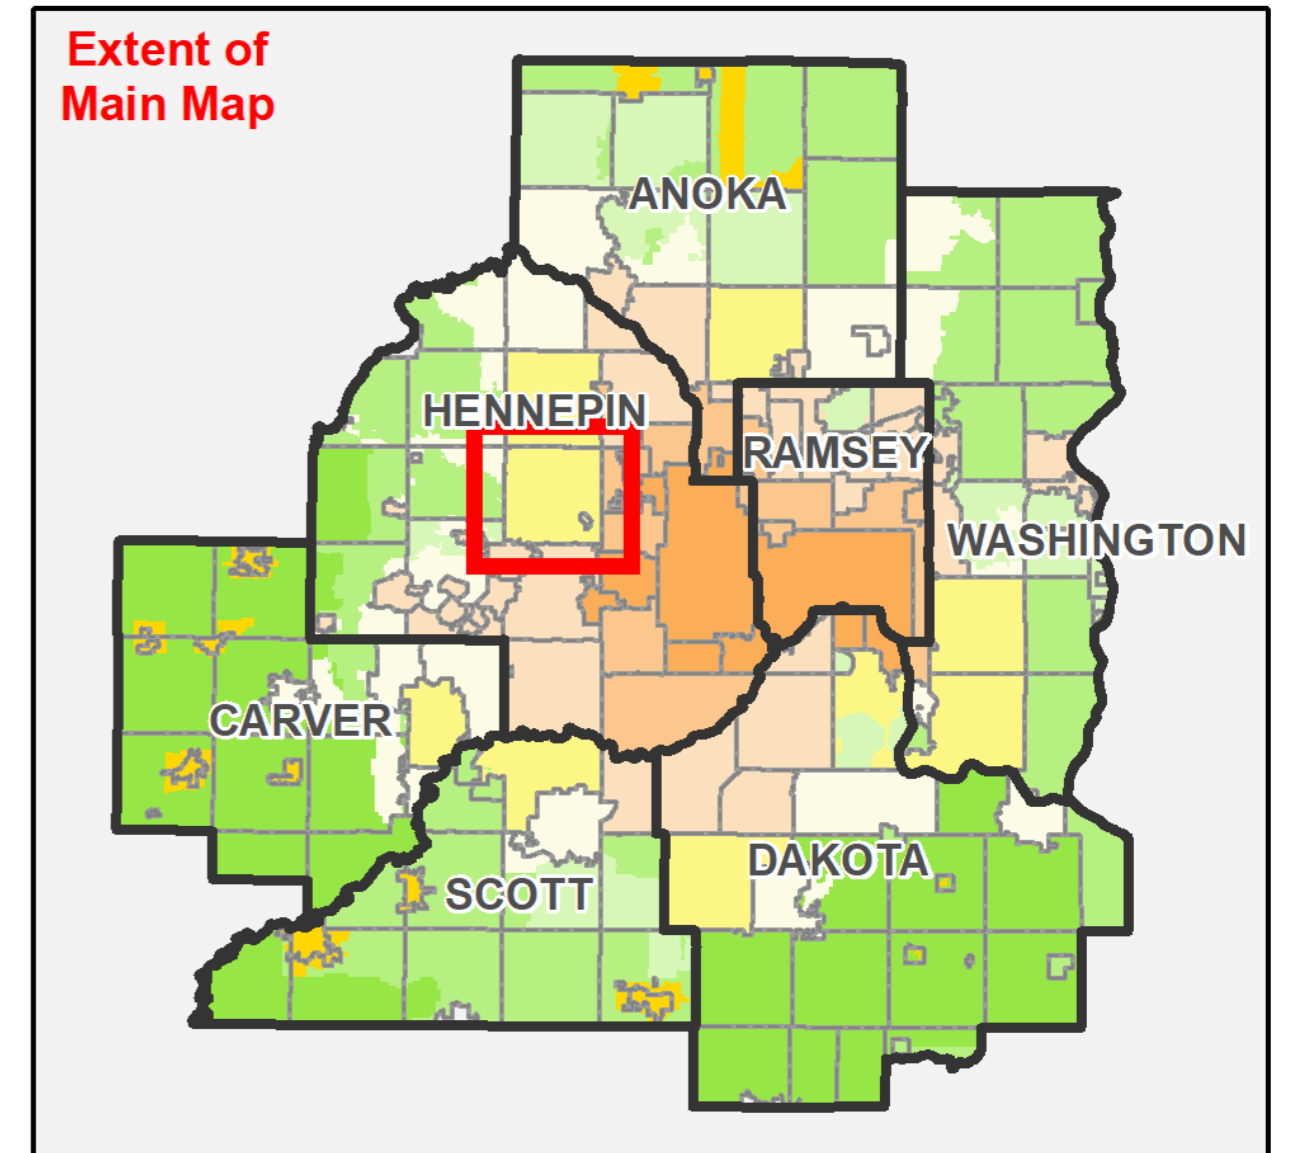 Extent of
Main Map
ANOKA
HENNEPIN
RAMSEY
WASHINGTON
CARVER
DAKOTA
SCOTT